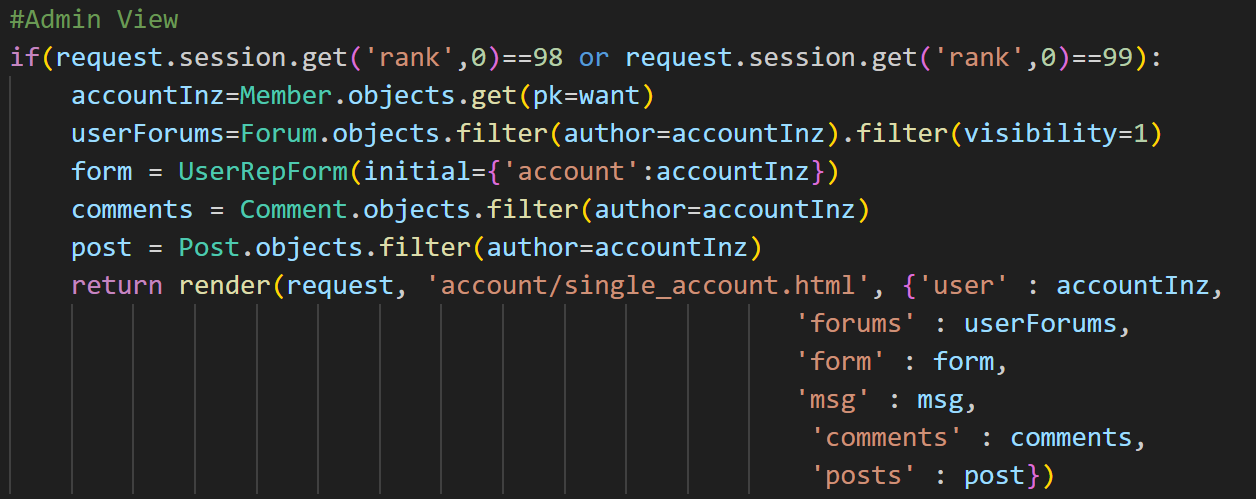 #Admin View
if(request.session.get('rank',0)==98 or request.session.get('rank',0)==99):
    accountInz=Member.objects.get(pk=want)
    userForums=Forum.objects.filter(author=accountInz).filter(visibility=1)
    form = UserRepForm(initial={'account':accountInz})
    comments = Comment.objects.filter(author=accountInz)
    post = Post.objects.filter(author=accountInz)
    return render(request, 'account/single_account.html', {'user' : accountInz,
                                                   'forums' : userForums,
                                                   'form' : form,
                                                   'msg' : msg,
                                                    'comments' : comments,
                                                    'posts' : post})